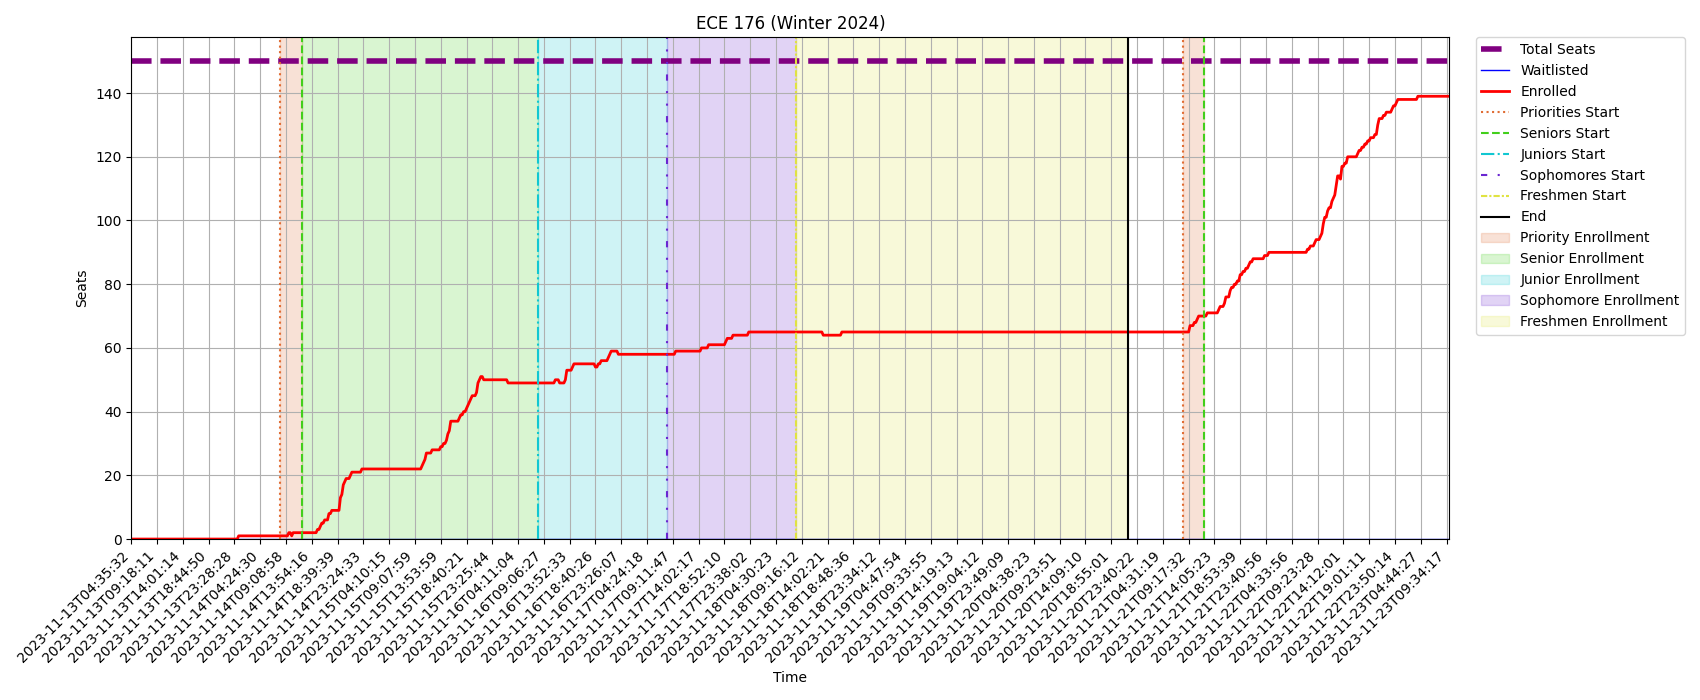 ECE 176 (Winter 2024)
Seats
140
120
100
80
60
40
20
0
2023-11-13T04:35:32
2023-11-13T09:18:11
2023-11-13T14:01:14
2023-11-13T18:44:50
2023-11-13T23:28:28
2023-11-14T04:24:30
2023-11-14T09:08:58
2023-11-14T13:54:16
2023-11-14T18:39:39
2023-11-14T23:24:33
2023-11-15T04:10:15
2023-11-15T09:07:59
2023-11-15T13:53:59
2023-11-15T18:40:21
2023-11-15T23:25:44
2023-11-16T04:11:04
2023-11-16T09:06:27
2023-11-16T13:52:33
2023-11-16T18:40:26
2023-11-16T23:26:07
2023-11-17T04:24:18
2023-11-17T09:11:47
2023-11-17T14:02:17
2023-11-17T18:52:10
2023-11-17T23:38:02
2023-11-18T04:30:23
2023-11-18T09:16:12
2023-11-18T14:02:21
2023-11-18T18:48:36
2023-11-18T23:34:12
2023-11-19T04:47:54
2023-11-19T09:33:55
2023-11-19T14:19:13
2023-11-19T19:04:12
2023-11-19T23:49:09
2023-11-20T04:38:23
2023-11-20T09:23:51
2023-11-20T14:09:10
2023-11-20T18:55:01
2023-11-20T23:40:22
2023-11-21T04:31:19
2023-11-21T09:17:32
2023-11-21T14:05:23
2023-11-21T18:53:39
2023-11-21T23:40:56
2023-11-22T04:33:56
2023-11-22T09:23:28
2023-11-22T14:12:01
2023-11-22T19:01:11
2023-11-22T23:50:14
2023-11-23T04:44:27
2023-11-23T09:34:17
Time
Total Seats
Waitlisted
Enrolled
Priorities Start
Seniors Start
Juniors Start
Sophomores Start
Freshmen Start
End
Priority Enrollment
Senior Enrollment
Junior Enrollment
Sophomore Enrollment
Freshmen Enrollment